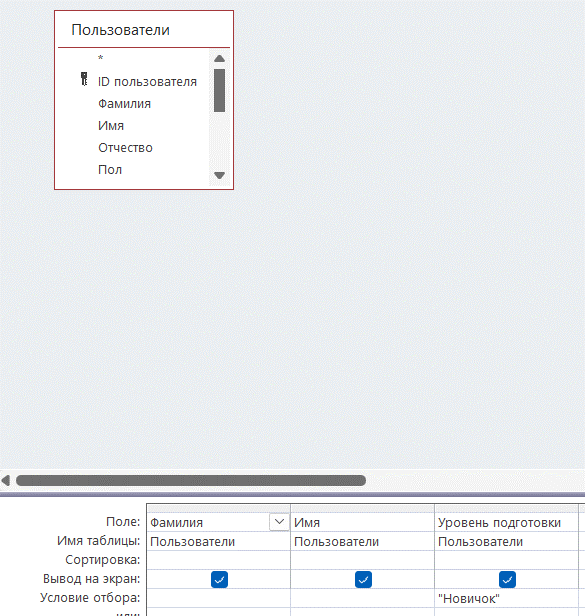 Пользователи
*
ID пользователя
Фамилия
Имя
Отчество
Пол
Поле: Фамилия Имя Уровень подготовки
Имя таблицы: Пользователи Пользователи Пользователи
Сортировка:
Вывод на экран:
Условие отбора: "Новичок"
или: